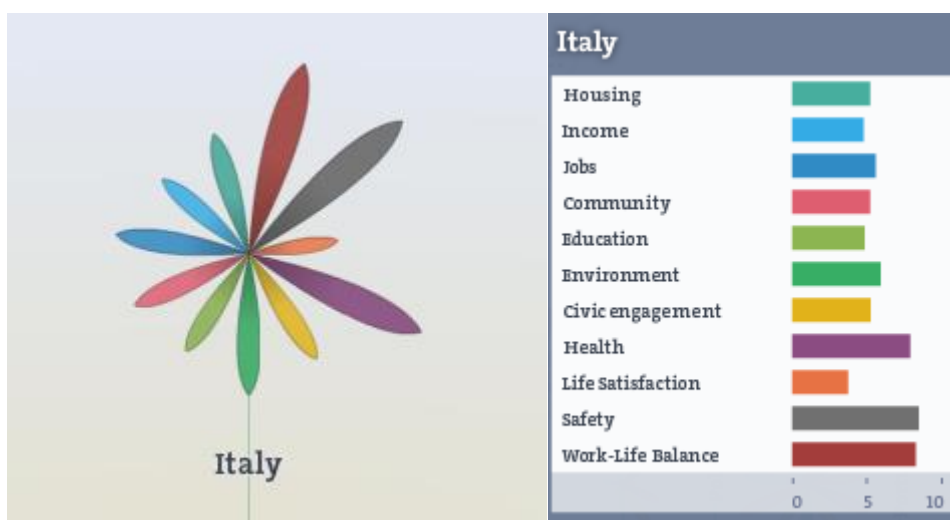 Italy
Italy
Housing
Income
Jobs
Community
Education
Environment
Civic engagement
Health
Life Satisfaction
Safety
Work-Life Balance
0 5 10